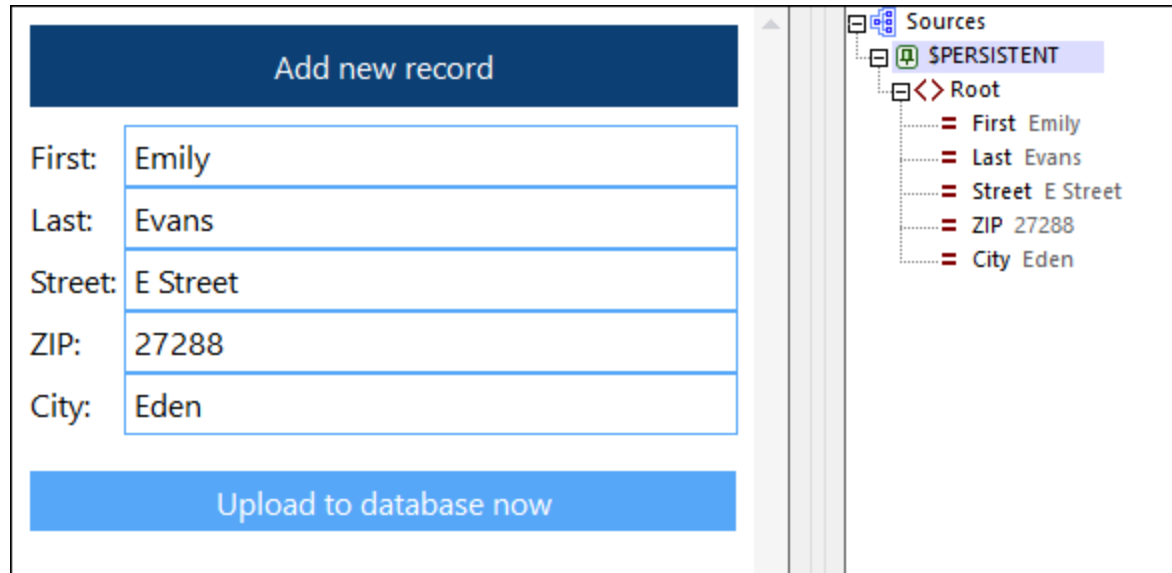 Add new record
First: Emily
Last: Evans
Street: E Street
ZIP: 27288
City: Eden
Upload to database now
Sources
$PERSISTENT
Root
First Emily
Last Evans
Street E Street
ZIP 27288
City Eden